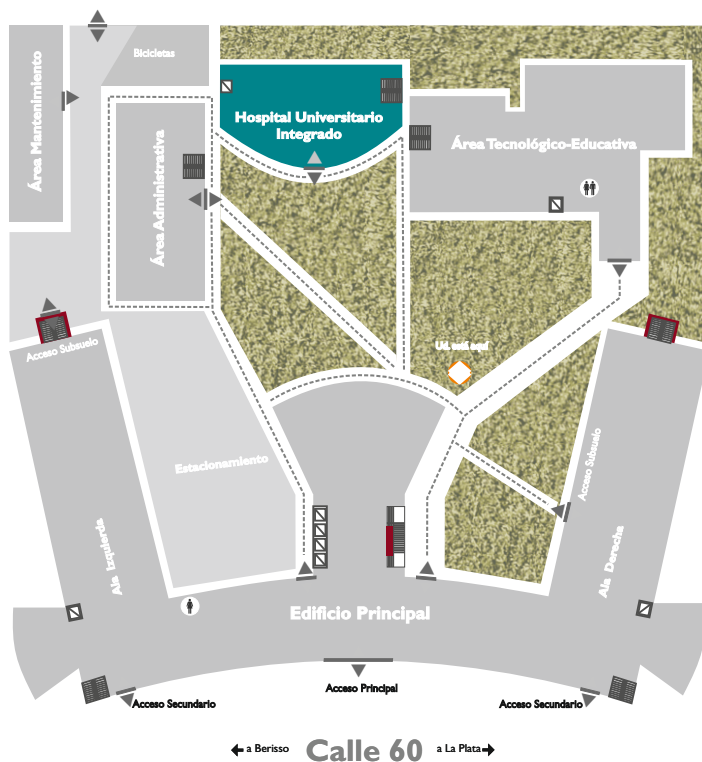 Bicicletas
Área Mantenimiento
Hospital Universitario
Integrado
Área Tecnológico-Educativa
Área Administrativa
Ud. está aquí
Acceso Subsuelo
Estacionamiento
Acceso Subsuelo
Ala Izquierda
Ala Derecha
Edificio Principal
Acceso Principal
Acceso Secundario
Acceso Secundario
a Berisso Calle 60 a La Plata